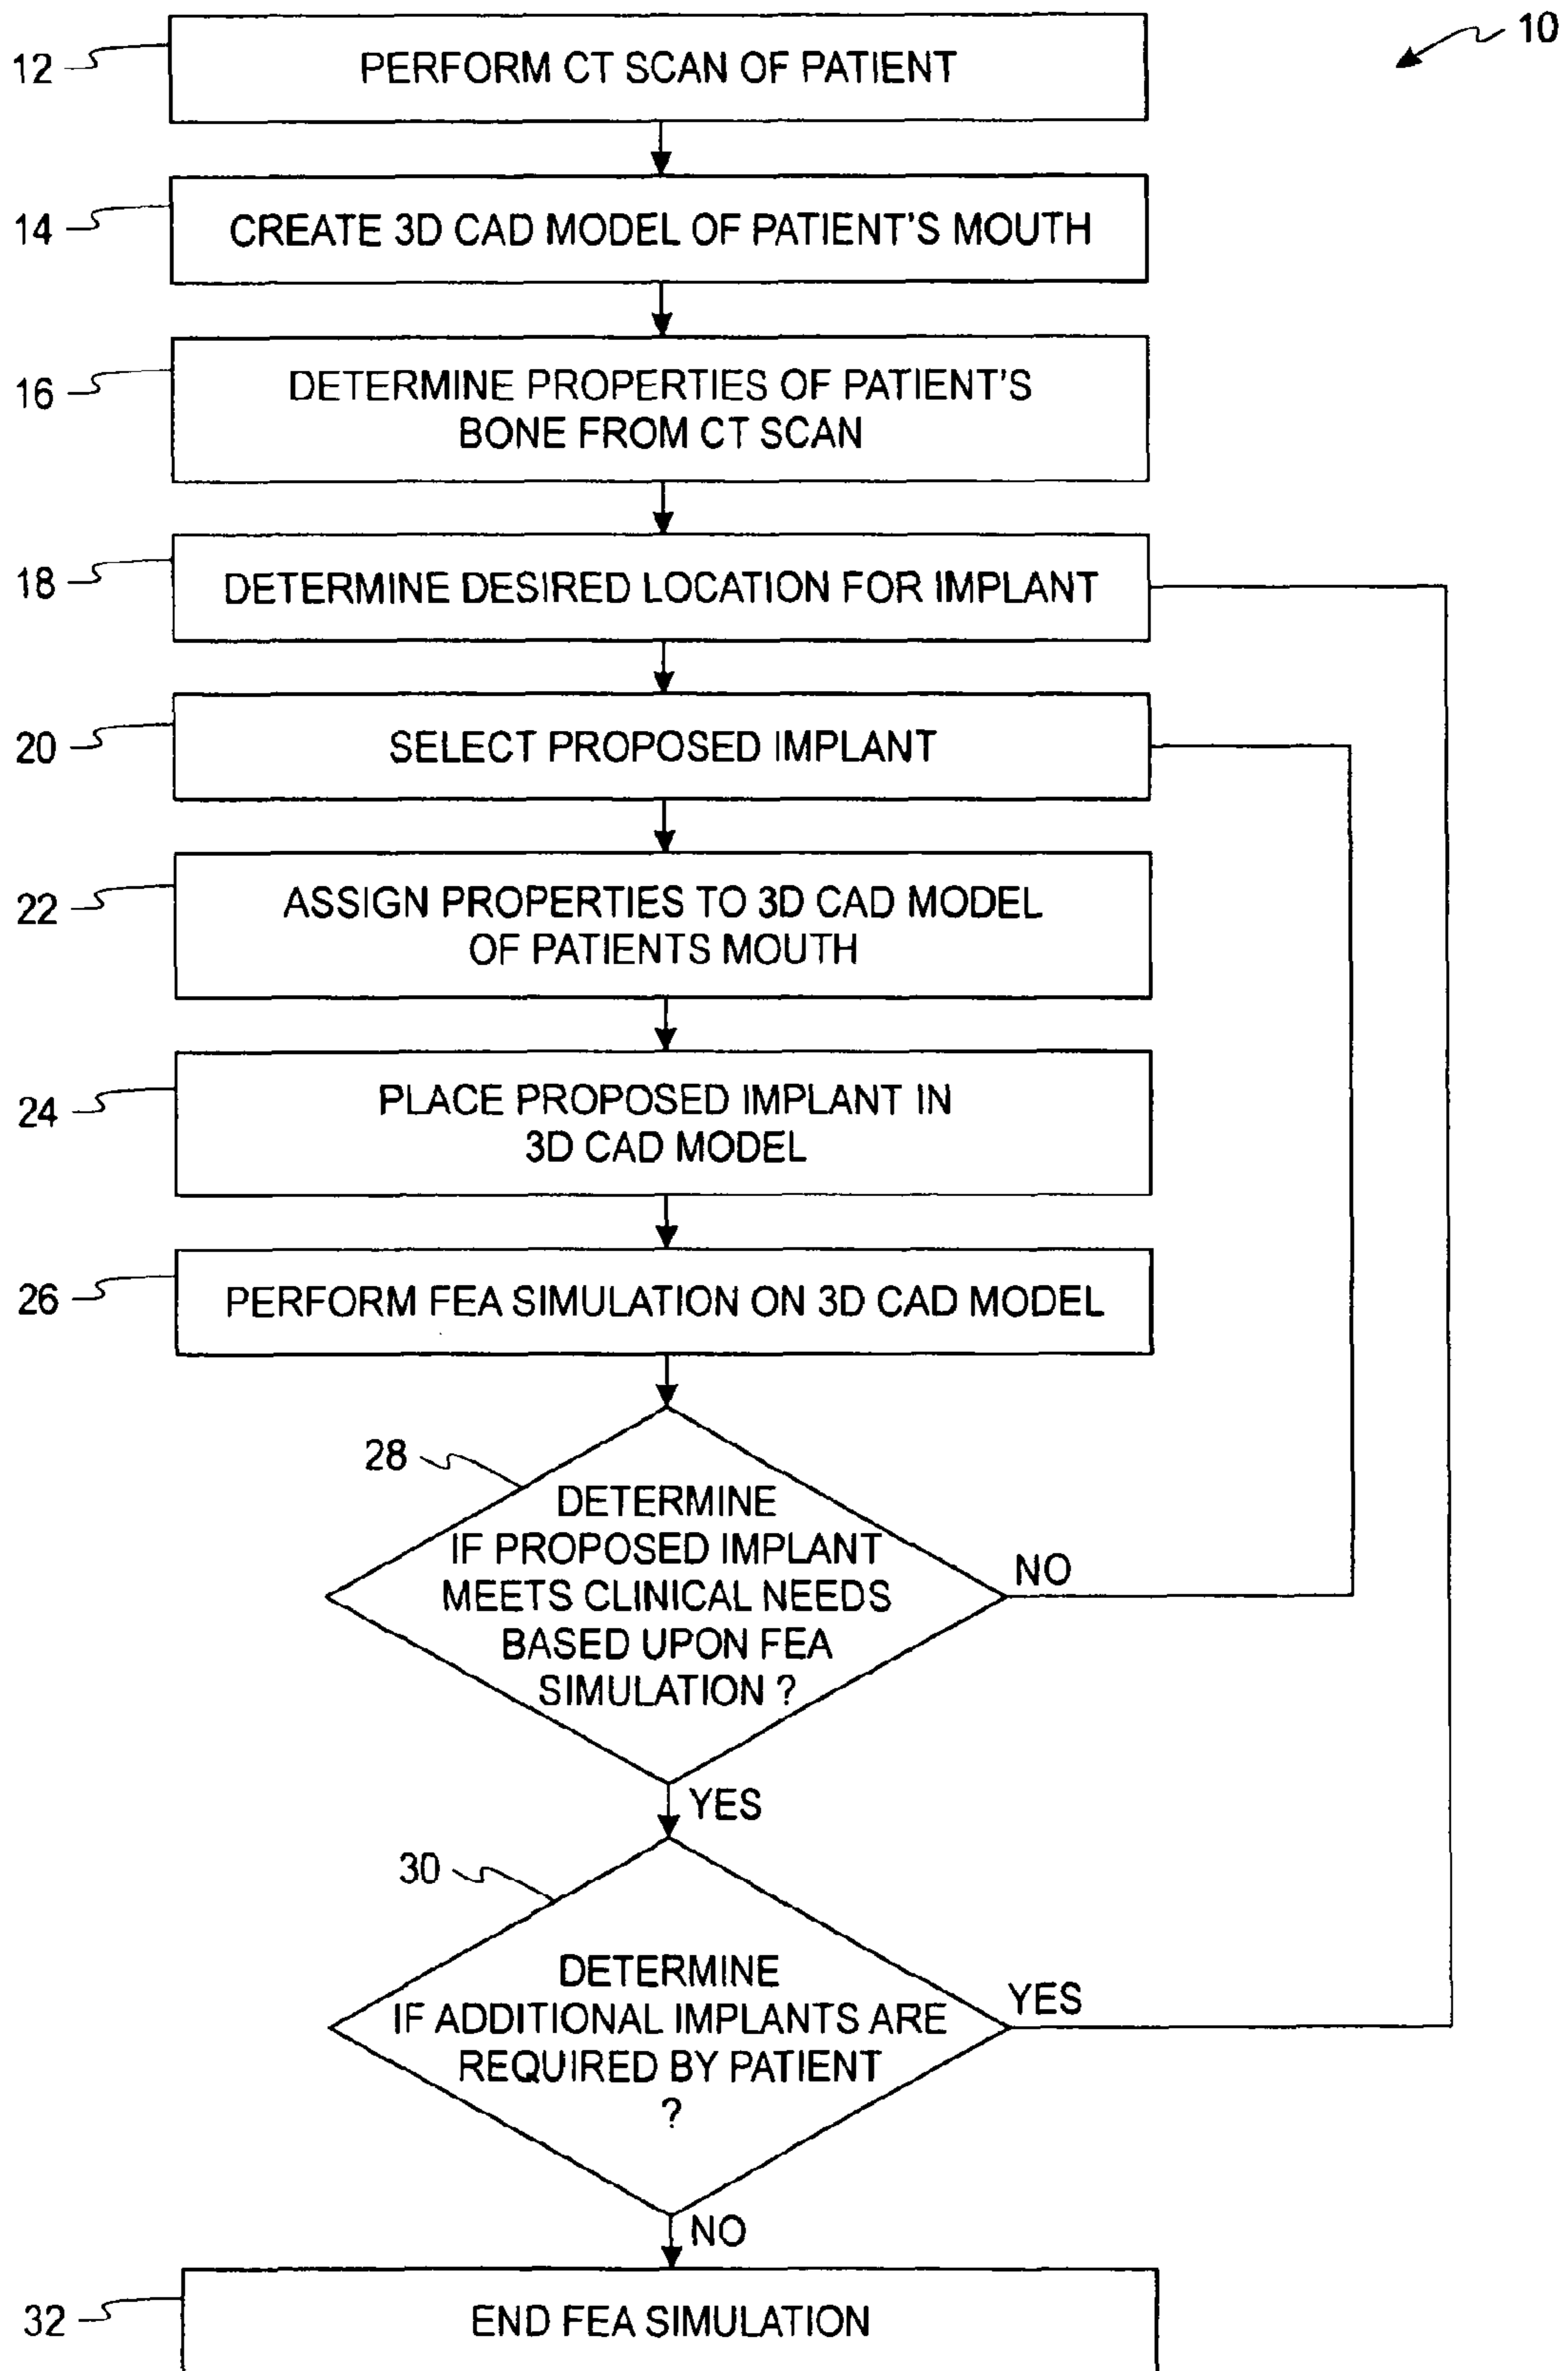 10
12
PERFORM CT SCAN OF PATIENT
14
CREATE 3D CAD MODEL OF PATIENT'S MOUTH
16
DETERMINE PROPERTIES OF PATIENT'S
BONE FROM CT SCAN
18
DETERMINE DESIRED LOCATION FOR IMPLANT
20
SELECT PROPOSED IMPLANT
22
ASSIGN PROPERTIES TO 3D CAD MODEL
OF PATIENTS MOUTH
24
PLACE PROPOSED IMPLANT IN
3D CAD MODEL
26
PERFORM FEA SIMULATION ON 3D CAD MODEL
28
DETERMINE
IF PROPOSED IMPLANT
MEETS CLINICAL NEEDS
BASED UPON FEA
SIMULATION ?
NO
YES
30
DETERMINE
IF ADDITIONAL IMPLANTS ARE
REQUIRED BY PATIENT
?
YES
NO
32
END FEA SIMULATION